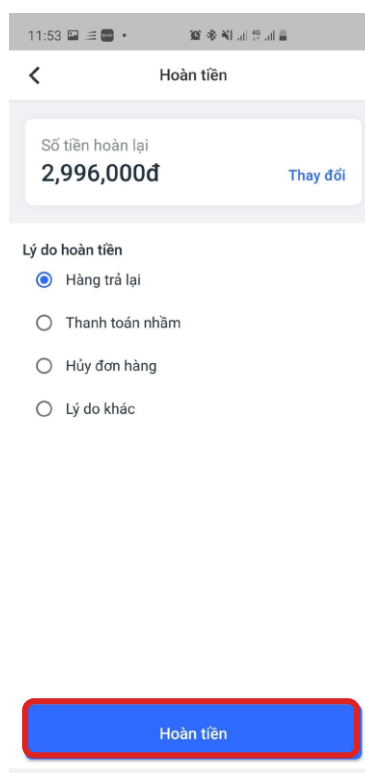 11:53
Hoàn tiền
Số tiền hoàn lại
2,996,000đ
Thay đổi
Lý do hoàn tiền
Hàng trả lại
Thanh toán nhầm
Hủy đơn hàng
Lý do khác
Hoàn tiền